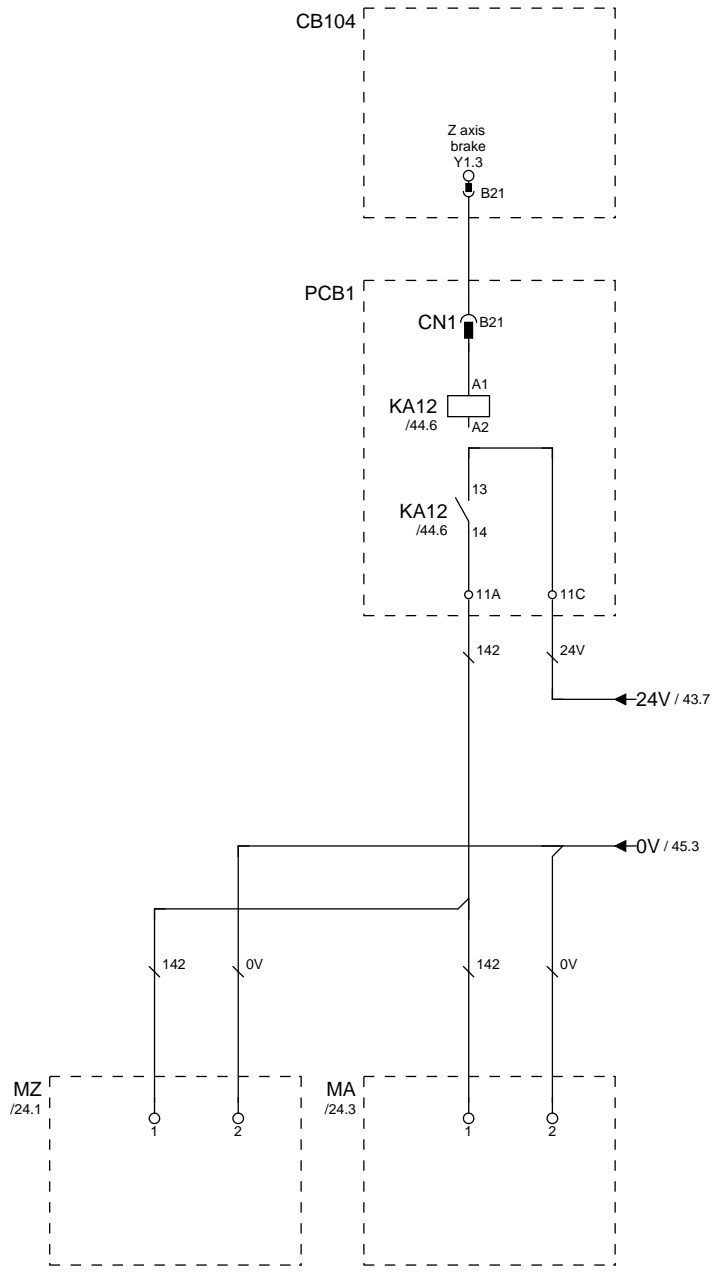 CB104
Z axis
brake
Y1.3
B21
PCB1
CN1 B21
A1
KA12
/44.6
A2
13
KA12
/44.6
14
11A 11C
142 24V
24V / 43.7
0V / 45.3
142 0V 142 0V
MZ
/24.1
1 2
MA
/24.3
1 2